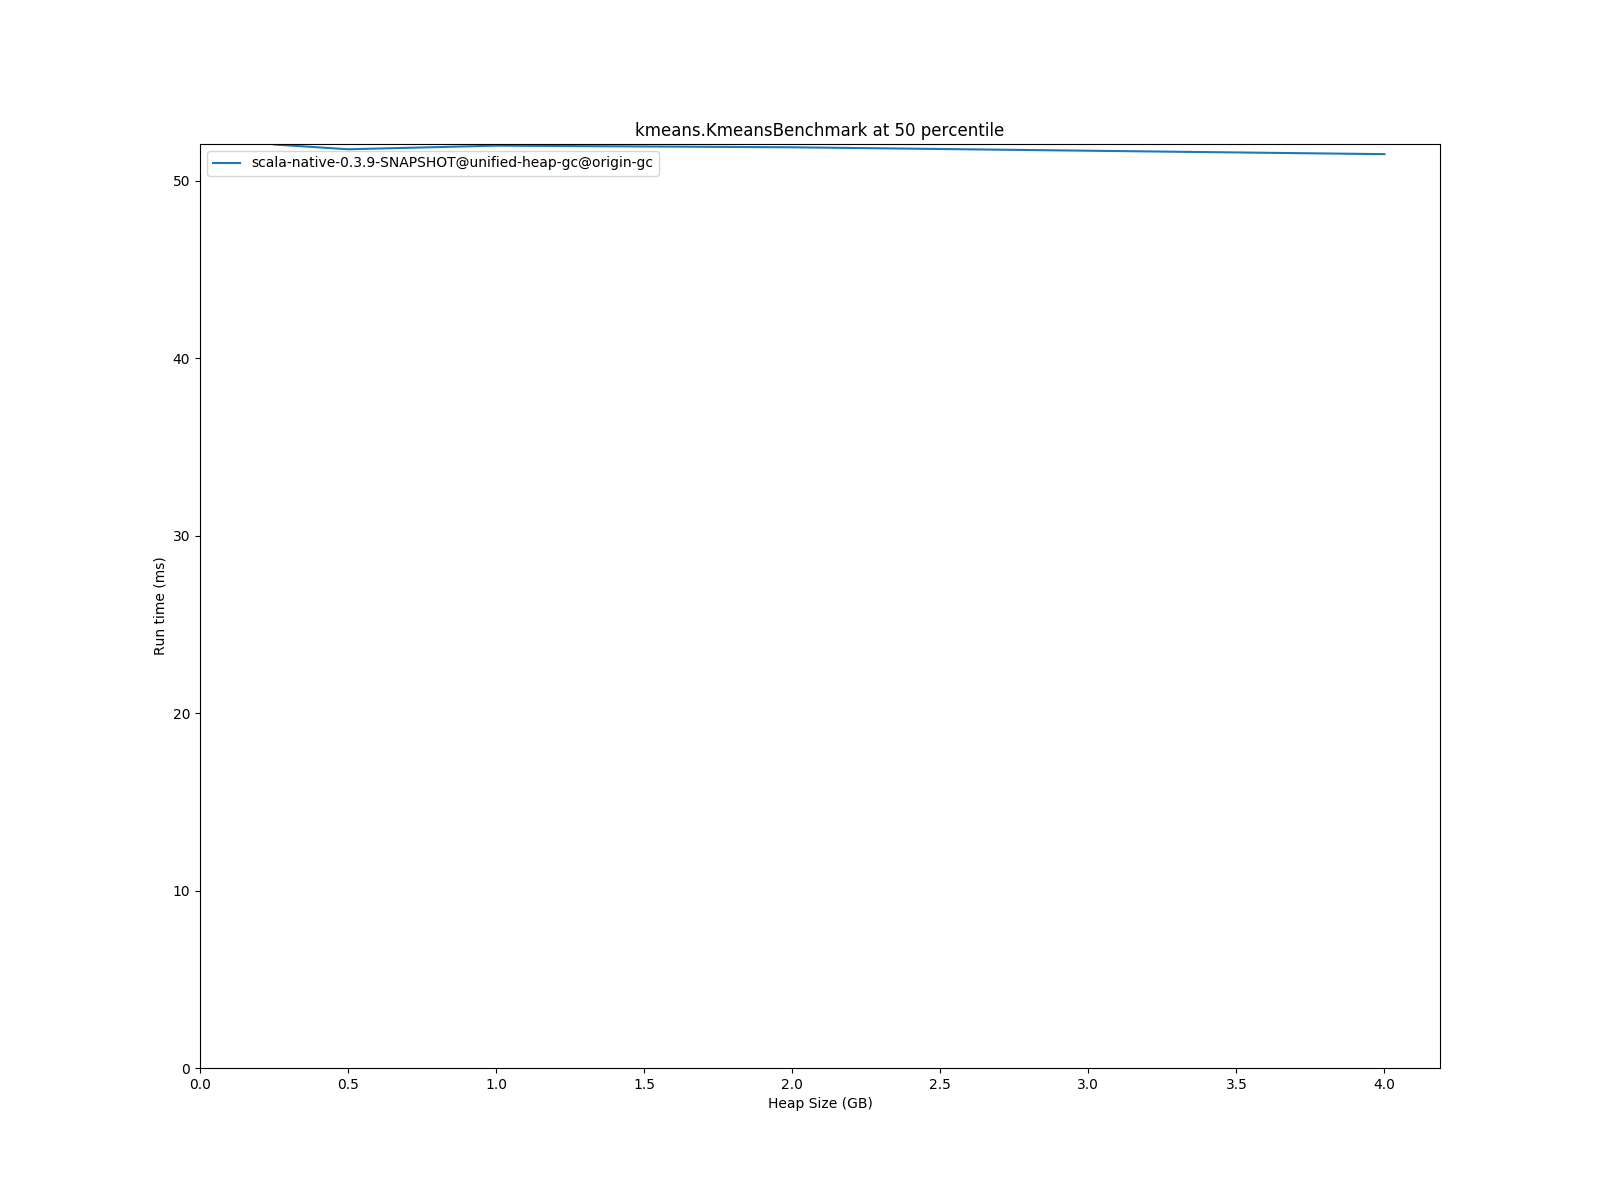 kmeans.KmeansBenchmark at 50 percentile
scala-native-0.3.9-SNAPSHOT@unified-heap-gc@origin-gc
50
40
30
20
10
0
Run time (ms)
0.0 0.5 1.0 1.5 2.0 2.5 3.0 3.5 4.0
Heap Size (GB)